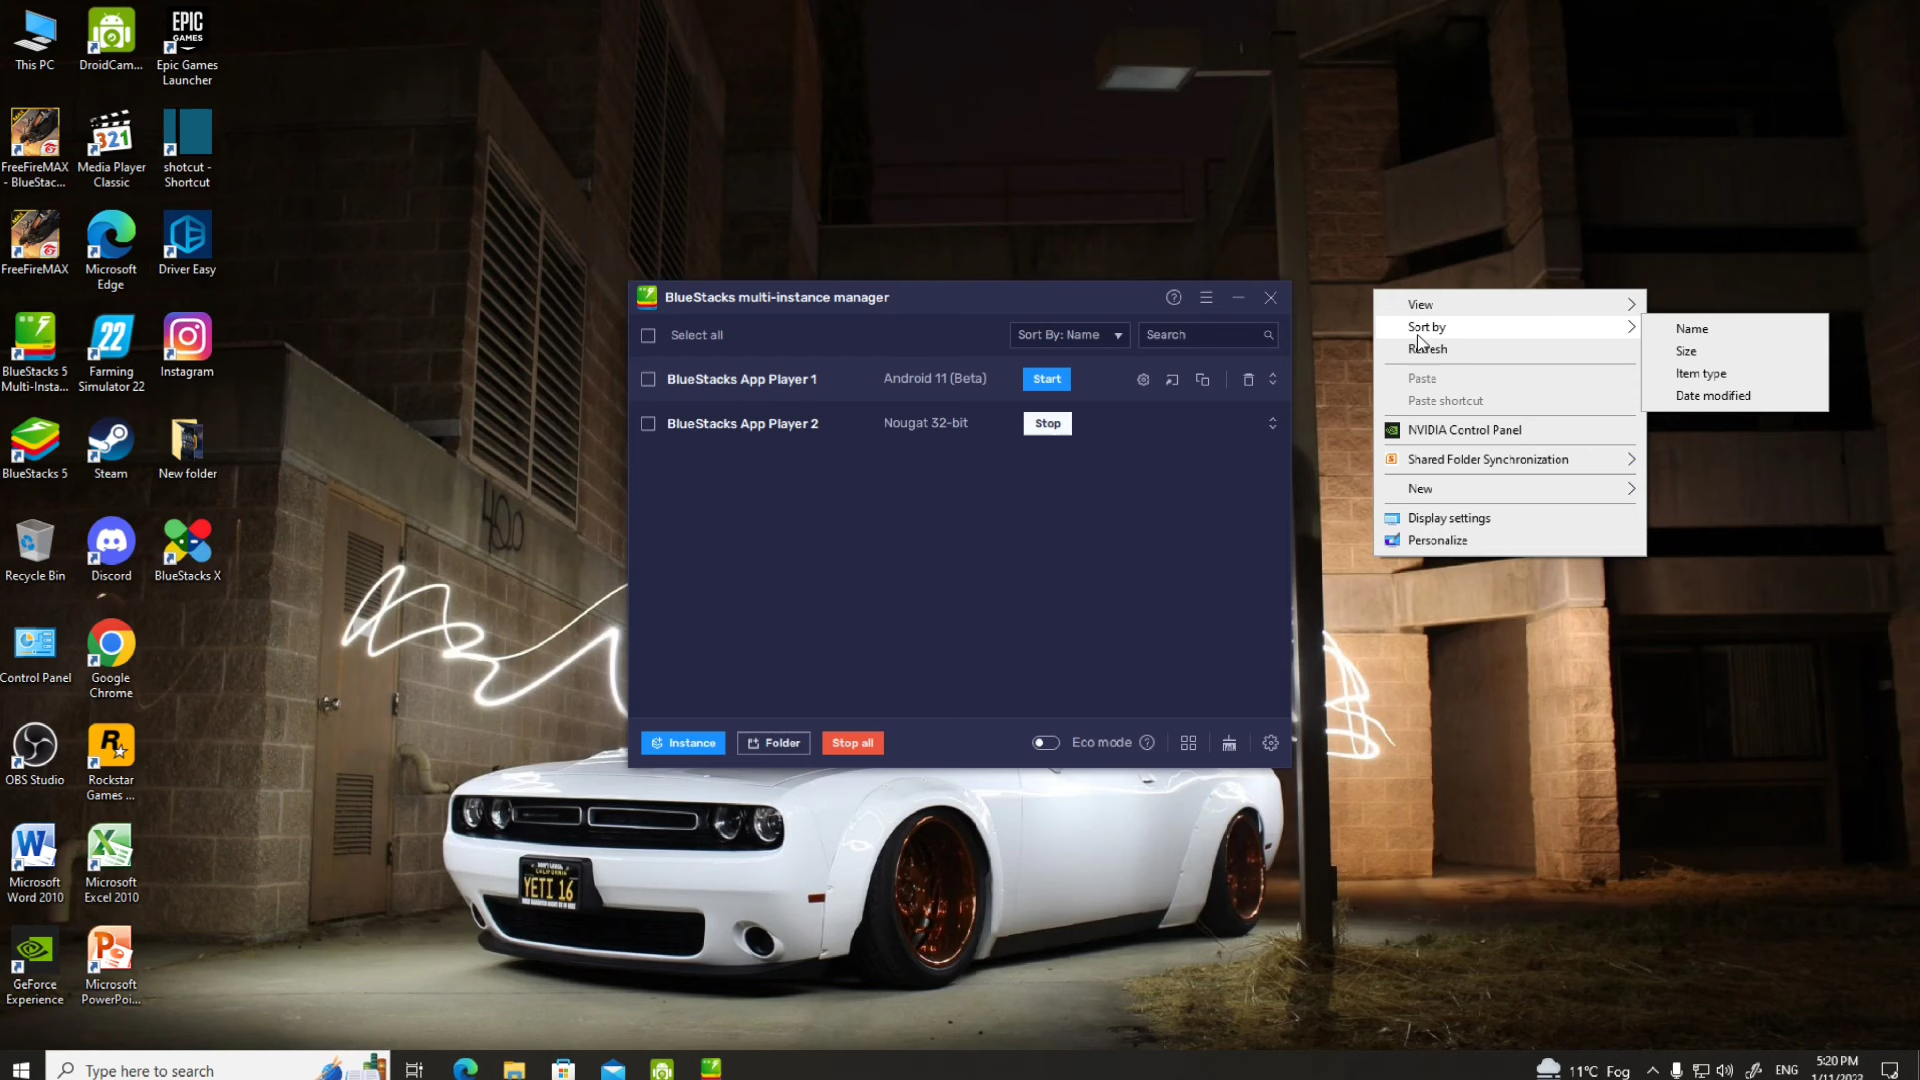 This PC
DroidCam...
EPIC
GAMES
Epic Games
Launcher
FreeFireMAX
- BlueStac...
321
Media Player
Classic
shotcut -
Shortcut
FreeFireMAX
Microsoft
Edge
Driver Easy
BlueStacks 5
Multi-Insta...
22
Farming
Simulator 22
Instagram
BlueStacks 5
Steam
New folder
Recycle Bin
Discord
BlueStacks X
Control Panel
Google
Chrome
OBS Studio
Rockstar
Games ...
Microsoft
Word 2010
Microsoft
Excel 2010
GeForce
Experience
Microsoft
PowerPoi...
BlueStacks multi-instance manager
Select all
Sort By: Name
Search
BlueStacks App Player 1
Android 11 (Beta)
Start
BlueStacks App Player 2
Nougat 32-bit
Stop
Instance
Folder
Stop all
Eco mode
View
Sort by
Refresh
Paste
Paste shortcut
NVIDIA Control Panel
Shared Folder Synchronization
New
Display settings
Personalize
Name
Size
Item type
Date modified
CALIFORNIA
YETI 16
Type here to search
11°C Fog
ENG
5:20 PM